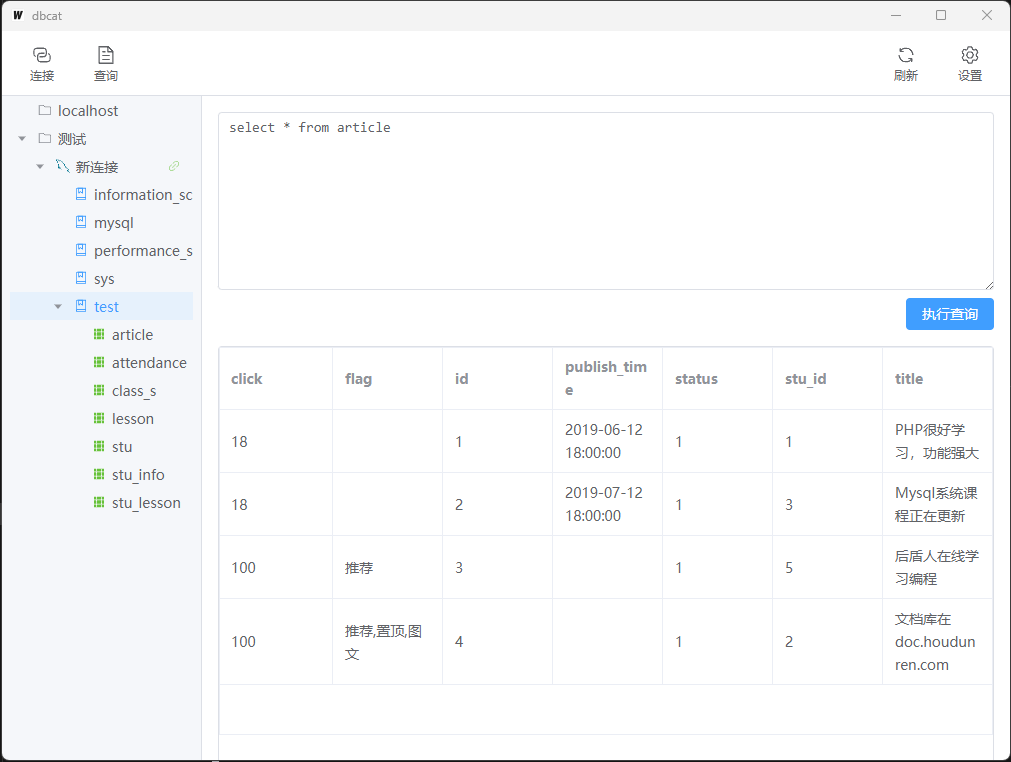 W dbcat
连接 查询 刷新 设置
localhost
测试
新连接
information_sc
mysql
performance_s
sys
test
article
attendance
class_s
lesson
stu
stu_info
stu_lesson
select * from article
执行查询
click flag id publish_tim status stu_id title
e
18 1 2019-06-12 1 1 PHP很好学
18:00:00 习，功能强大
18 2 2019-07-12 1 3 Mysql系统课
18:00:00 程正在更新
100 推荐 3 1 5 后盾人在线学
习编程
100 推荐,置顶,图 4 1 2 文档库在
文 doc.houdun
ren.com